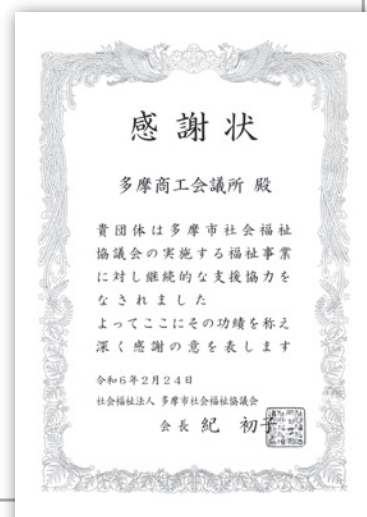 感謝状
多摩商工会議所 殿
貴団体は多摩市社会福祉
協議会の実施する福祉事業
に対し継続的な支援協力を
なされました
よってここにその功績を称え
深く感謝の意を表します
令和6年2月24日
社会福祉法人 多摩市社会福祉協議会
会長 紀 初子